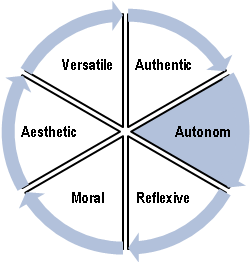 Versatile Authentic
Aesthetic Autonom
Moral Reflexive